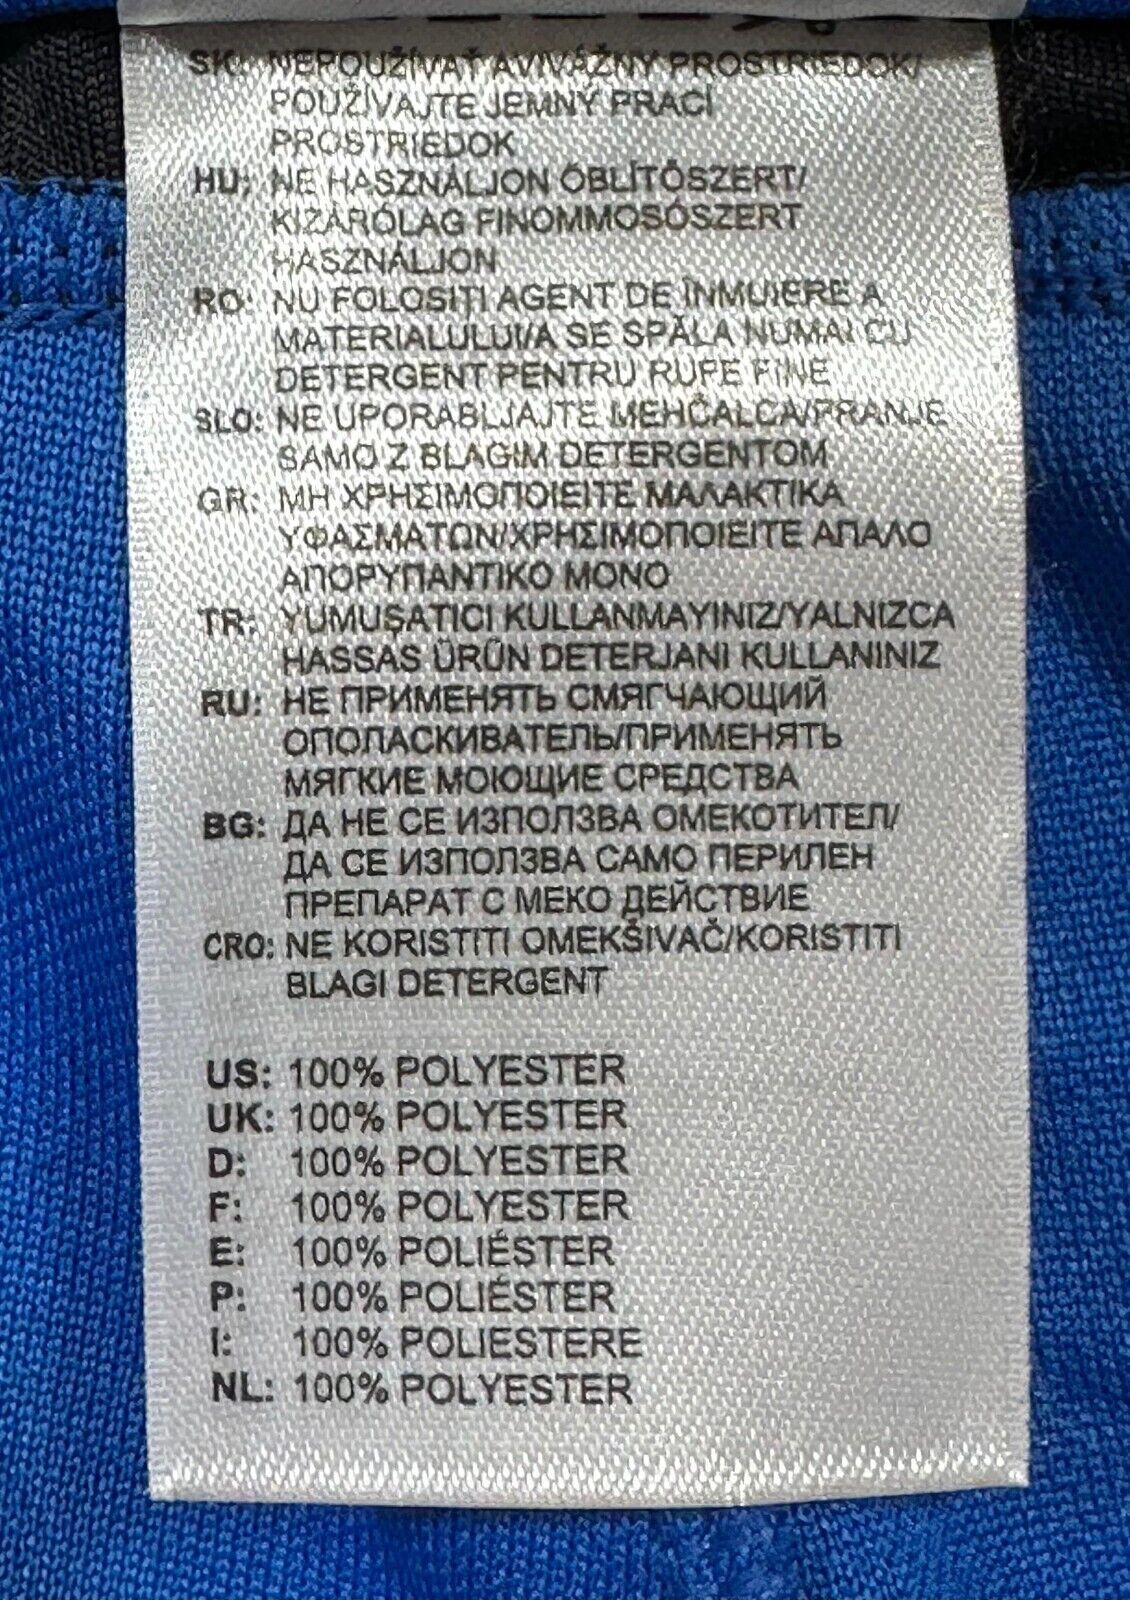 SK: NEPOUŽÍVAŤ AVIVÁŽNY PROSTRIEDOK/
POUŽÍVAJTE JEMNÝ PRACÍ
PROSTRIEDOK
HU: NE HASZNÁLJON ÖBLÍTŐSZERT/
KIZÁRÓLAG FINOMMOSÓSZERT
HASZNÁLJON
RO: NU FOLOSITI AGENT DE ÎNMUIERE A
MATERIALULUI/A SE SPĂLA NUMAI CU
DETERGENT PENTRU RUFE FINE
SLO: NE UPORABLJAJTE MEHČALCA/PRANJE
SAMO Z BLAGIM DETERGENTOM
GR: ΜΗ ΧΡΗΣΙΜΟΠΟΙΕΙΤΕ ΜΑΛΑΚΤΙΚΑ
ΥΦΑΣΜΑΤΩΝ/ΧΡΗΣΙΜΟΠΟΙΕΙΤΕ ΑΠΑΛΟ
ΑΠΟΡΥΠΑΝΤΙΚΟ ΜΟΝΟ
TR: YUMUŞATICI KULLANMAYINIZ/YALNIZCA
HASSAS ÜRÜN DETERJANI KULLANINIZ
RU: НЕ ПРИМЕНЯТЬ СМЯГЧАЮЩИЙ
ОПОЛАСКИВАТЕЛЬ/ПРИМЕНЯТЬ
МЯГКИЕ МОЮЩИЕ СРЕДСТВА
BG: ДА НЕ СЕ ИЗПОЛЗВА ОМЕКОТИТЕЛ/
ДА СЕ ИЗПОЛЗВА САМО ПЕРИЛЕН
ПРЕПАРАТ С МЕКО ДЕЙСТВИЕ
CRO: NE KORISTITI OMEKŠIVAČ/KORISTITI
BLAGI DETERGENT
US: 100% POLYESTER
UK: 100% POLYESTER
D: 100% POLYESTER
F: 100% POLYESTER
E: 100% POLIÉSTER
P: 100% POLIÉSTER
I: 100% POLIESTERE
NL: 100% POLYESTER